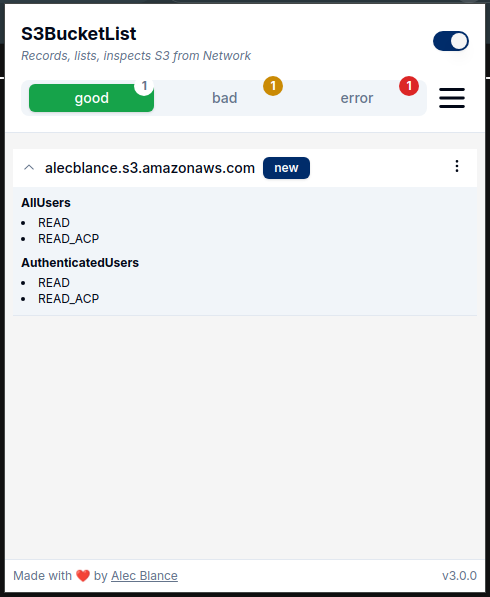 S3BucketList
Records, lists, inspects S3 from Network
good 1 bad 1 error 1
alecblance.s3.amazonaws.com new
AllUsers
• READ
• READ_ACP
AuthenticatedUsers
• READ
• READ_ACP
Made with ❤️ by Alec Blance v3.0.0